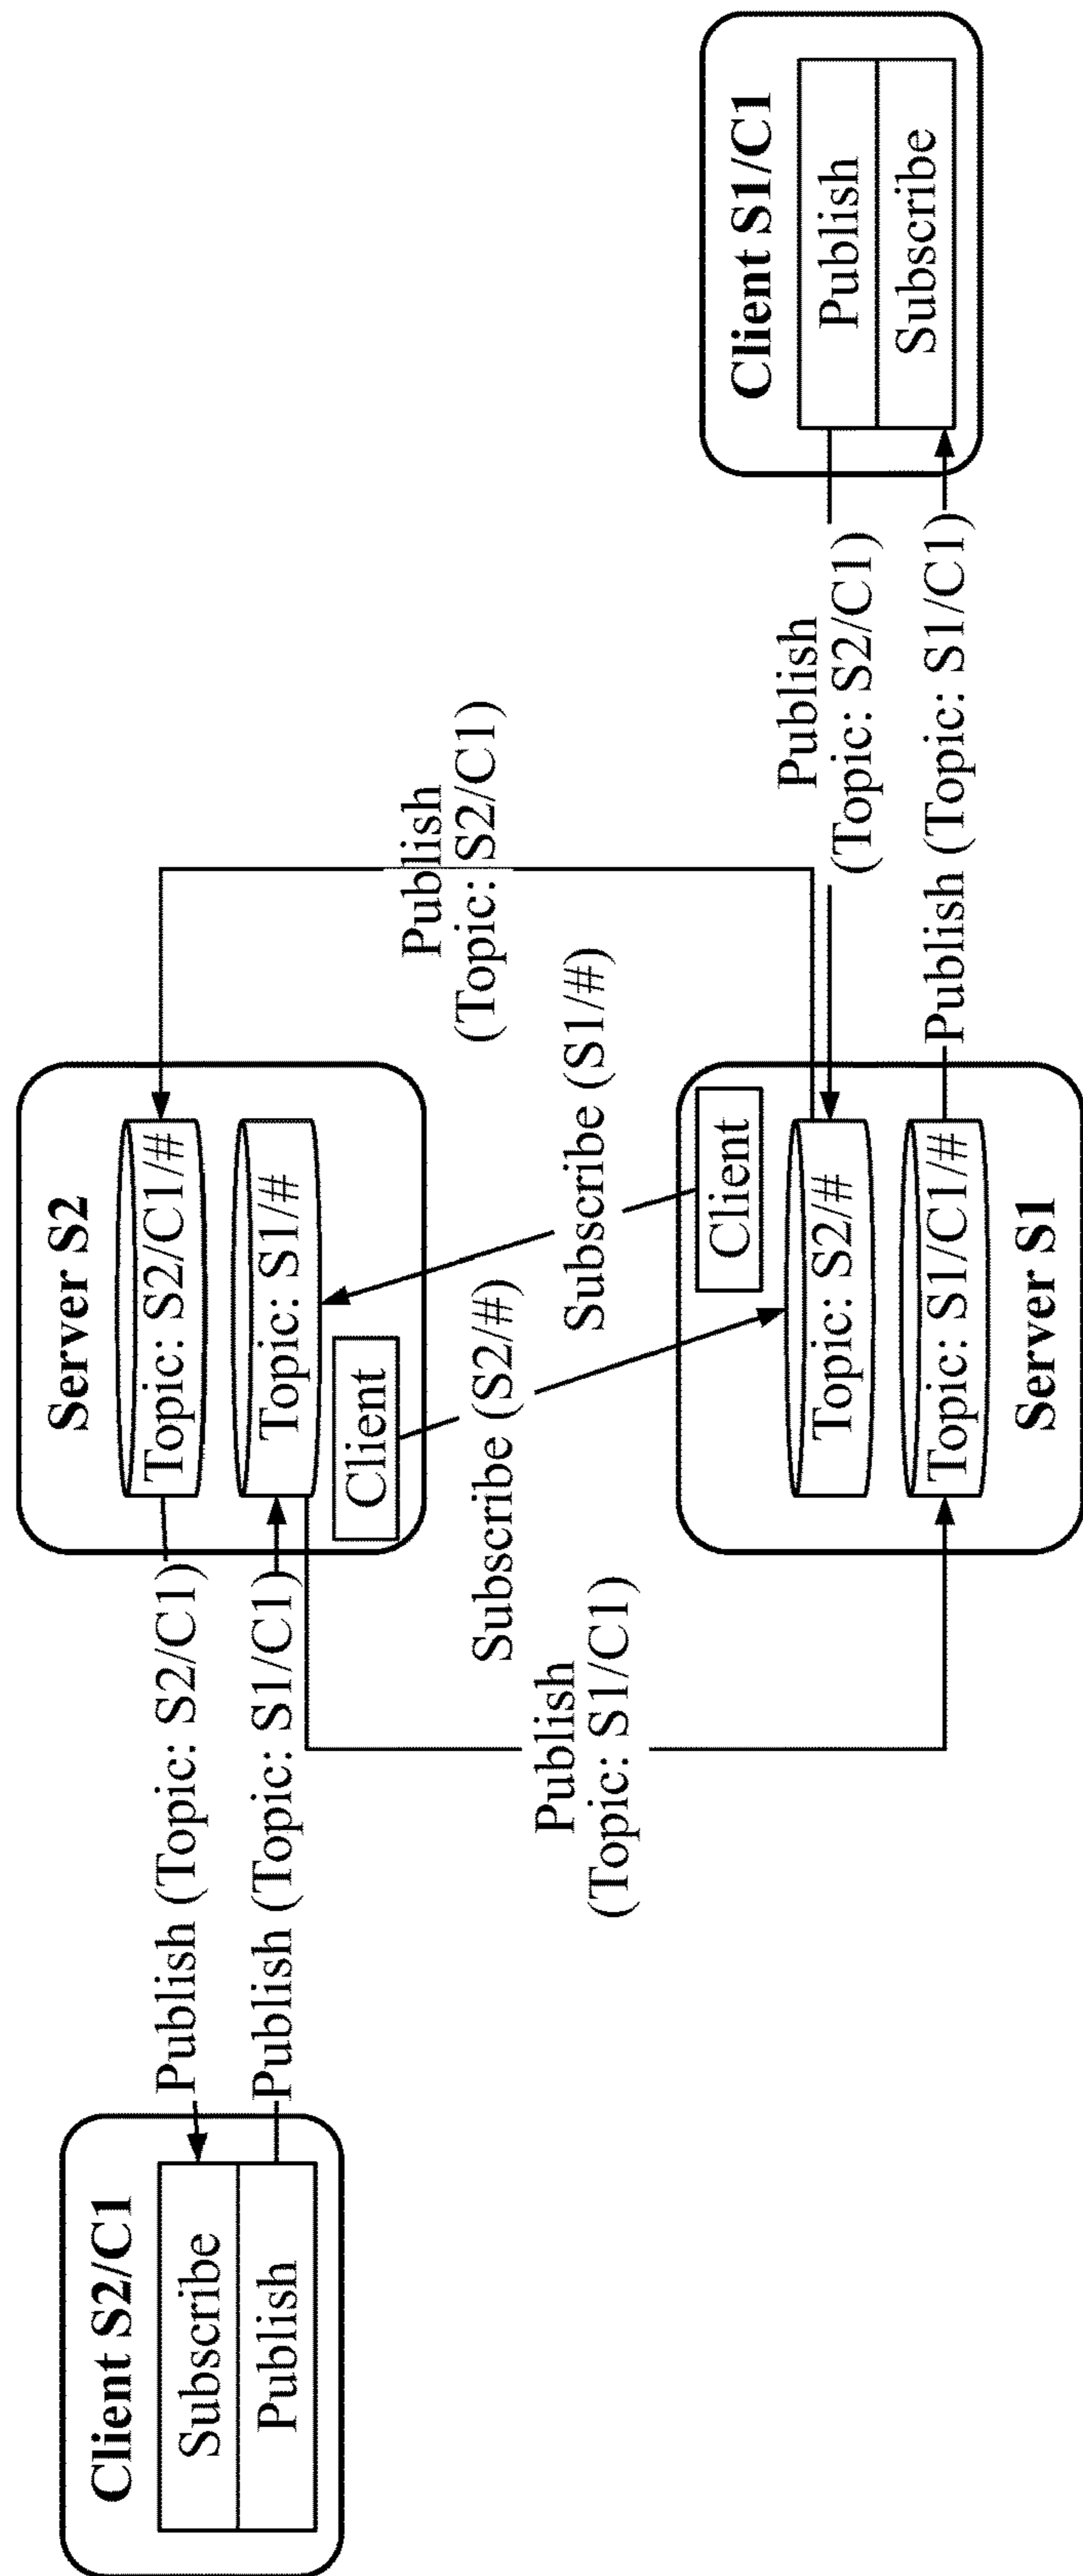 Client S2/C1
Subscribe
Publish
Publish (Topic: S2/C1)
Publish (Topic: S1/C1)
Server S2
Topic: S2/C1/#
Topic: S1/#
Client
Publish
(Topic: S2/C1)
Subscribe (S2/#)
Subscribe (S1/#)
Publish
(Topic: S1/C1)
Client
Topic: S2/#
Topic: S1/C1/#
Server S1
Publish
(Topic: S2/C1)
Publish (Topic: S1/C1)
Client S1/C1
Publish
Subscribe